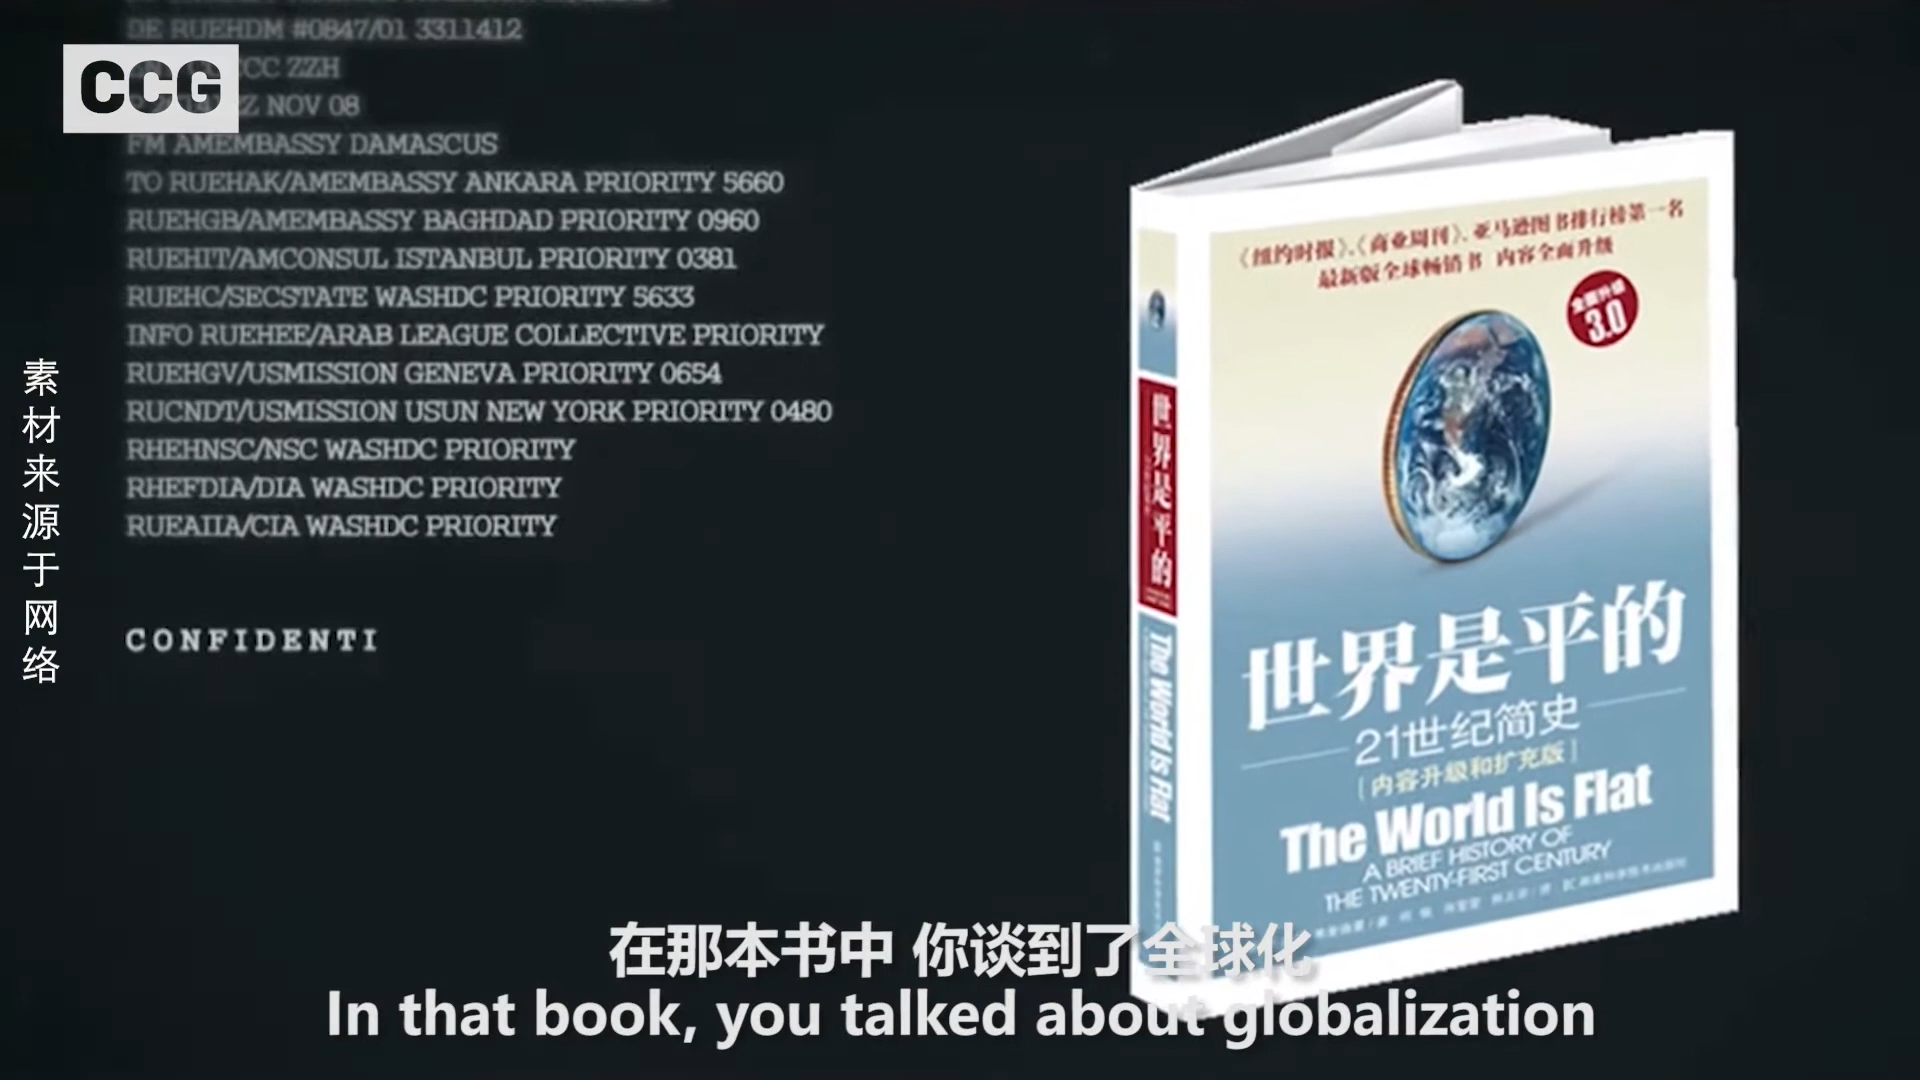 DE RUEHDM #0847/01 3311412
CCC ZZH
Z NOV 08
FM AMEMBASSY DAMASCUS
TO RUEHAK/AMEMBASSY ANKARA PRIORITY 5660
RUEHGB/AMEMBASSY BAGHDAD PRIORITY 0960
RUEHIT/AMCONSUL ISTANBUL PRIORITY 0381
RUEHC/SECSTATE WASHDC PRIORITY 5633
INFO RUEHEE/ARAB LEAGUE COLLECTIVE PRIORITY
RUEHGV/USMISSION GENEVA PRIORITY 0654
RUCNDT/USMISSION USUN NEW YORK PRIORITY 0480
RHEHNSC/NSC WASHDC PRIORITY
RHEFDIA/DIA WASHDC PRIORITY
RUEAIIA/CIA WASHDC PRIORITY
CONFIDENTI
CCG
素材来源于网络
世界是平的
The World Is Flat
《纽约时报》、《商业周刊》、亚马逊图书排行榜第一名
最新版全球畅销书 内容全面升级
全面升级
3.0
世界是平的
21世纪简史
[内容升级和扩充版]
The World Is Flat
A BRIEF HISTORY OF
THE TWENTY-FIRST CENTURY
在那本书中 你谈到了全球化
In that book, you talked about globalization